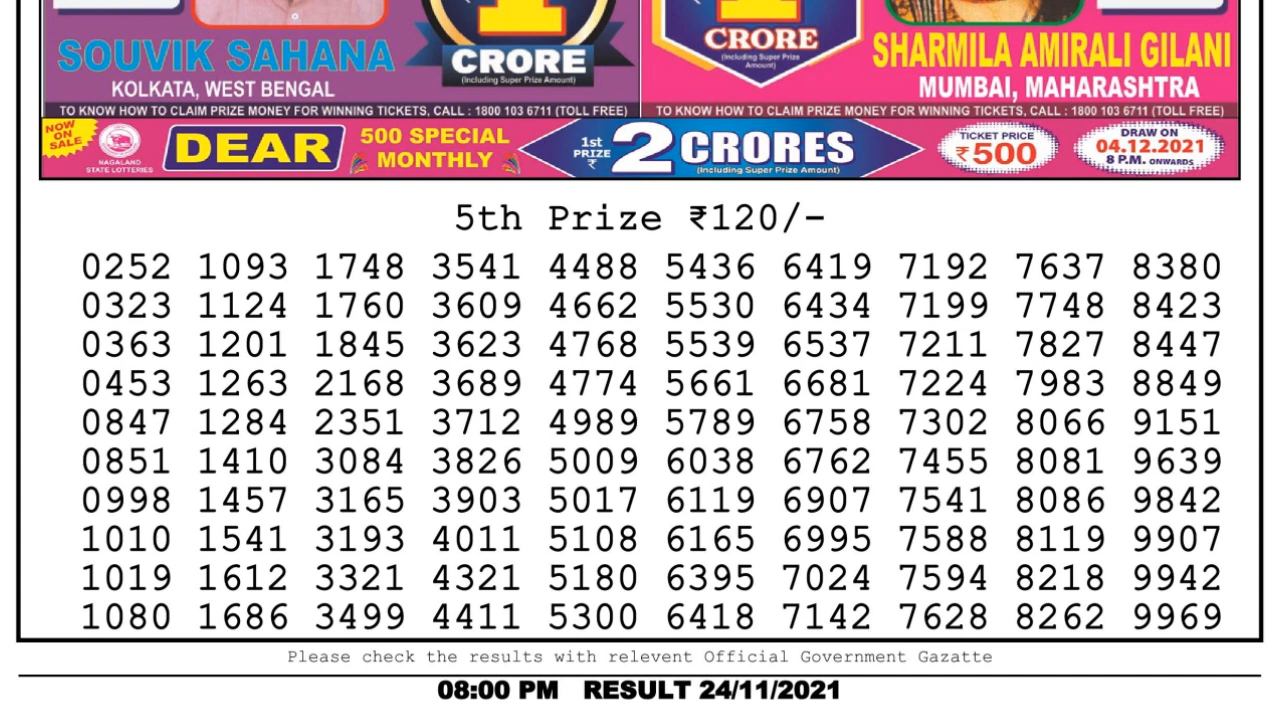 CRORE
(Including Super Prize Amount)
SOUVIK SAHANA
KOLKATA, WEST BENGAL
TO KNOW HOW TO CLAIM PRIZE MONEY FOR WINNING TICKETS, CALL : 1800 103 6711 (TOLL FREE)
CRORE
(Including Super Prize
Amount)
SHARMILA AMIRALI GILANI
MUMBAI, MAHARASHTRA
TO KNOW HOW TO CLAIM PRIZE MONEY FOR WINNING TICKETS, CALL : 1800 103 6711 (TOLL FREE)
NOW
ON
SALE
NAGALAND
STATE LOTTERIES
DEAR
500 SPECIAL
MONTHLY
1st
PRIZE
₹
2 CRORES
(Including Super Prize Amount)
TICKET PRICE
₹500
DRAW ON
04.12.2021
8 P.M. ONWARDS
5th Prize ₹120/-
0252 1093 1748 3541 4488 5436 6419 7192 7637 8380
0323 1124 1760 3609 4662 5530 6434 7199 7748 8423
0363 1201 1845 3623 4768 5539 6537 7211 7827 8447
0453 1263 2168 3689 4774 5661 6681 7224 7983 8849
0847 1284 2351 3712 4989 5789 6758 7302 8066 9151
0851 1410 3084 3826 5009 6038 6762 7455 8081 9639
0998 1457 3165 3903 5017 6119 6907 7541 8086 9842
1010 1541 3193 4011 5108 6165 6995 7588 8119 9907
1019 1612 3321 4321 5180 6395 7024 7594 8218 9942
1080 1686 3499 4411 5300 6418 7142 7628 8262 9969
Please check the results with relevent Official Government Gazatte
08:00 PM RESULT 24/11/2021